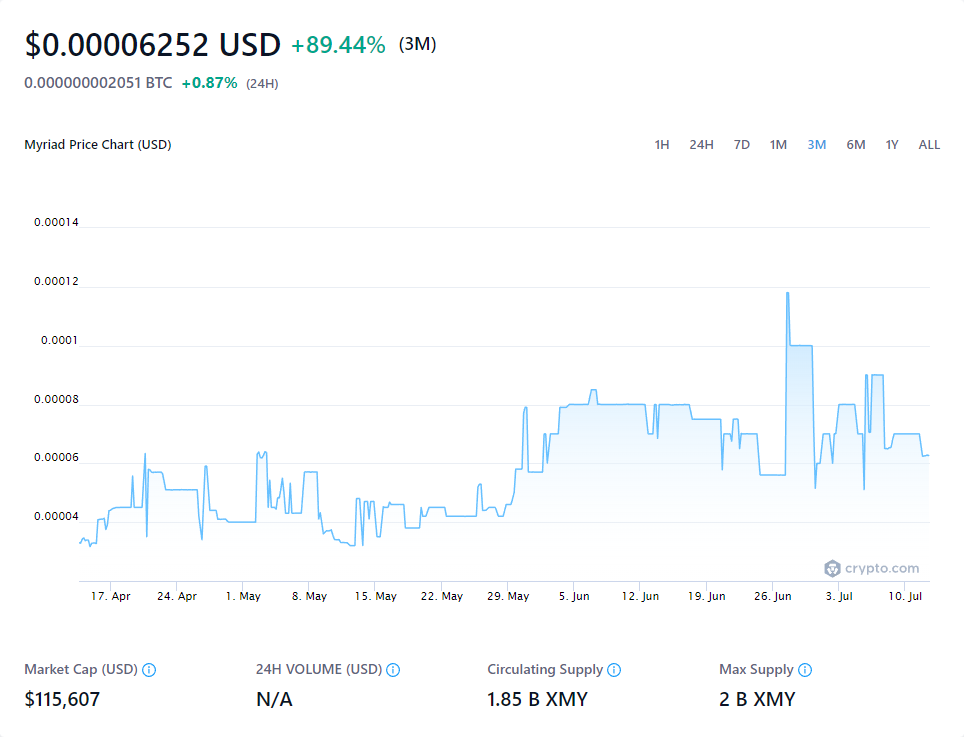 $0.00006252 USD +89.44% (3M)
0.000000002051 BTC +0.87% (24H)
Myriad Price Chart (USD) 1H 24H 7D 1M 3M 6M 1Y ALL
0.00014
0.00012
0.0001
0.00008
0.00006
0.00004
crypto.com
17. Apr 24. Apr 1. May 8. May 15. May 22. May 29. May 5. Jun 12. Jun 19. Jun 26. Jun 3. Jul 10. Jul
Market Cap (USD) 24H VOLUME (USD) Circulating Supply Max Supply
$115,607 N/A 1.85 B XMY 2 B XMY